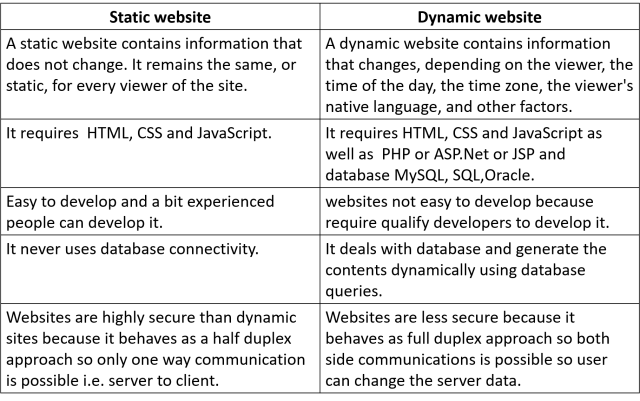 Static website
Dynamic website
A static website contains information that
does not change. It remains the same, or
static, for every viewer of the site.
A dynamic website contains information
that changes, depending on the viewer, the
time of the day, the time zone, the viewer's
native language, and other factors.
It requires  HTML, CSS and JavaScript.
It requires HTML, CSS and JavaScript as
well as  PHP or ASP.Net or JSP and
database MySQL, SQL,Oracle.
Easy to develop and a bit experienced
people can develop it.
websites not easy to develop because
require qualify developers to develop it.
It never uses database connectivity.
It deals with database and generate the
contents dynamically using database
queries.
Websites are highly secure than dynamic
sites because it behaves as a half duplex
approach so only one way communication
is possible i.e. server to client.
Websites are less secure because it
behaves as full duplex approach so both
side communications is possible so user
can change the server data.